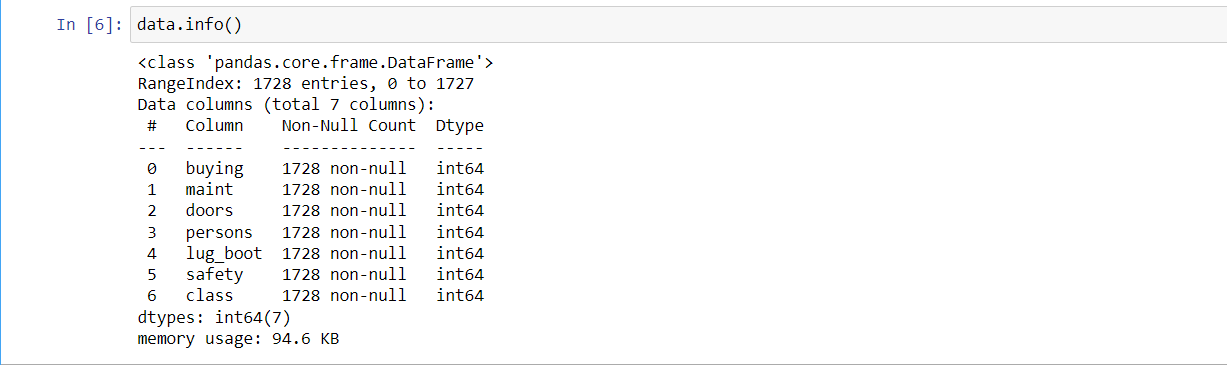 In [6]: data.info()
<class 'pandas.core.frame.DataFrame'>
RangeIndex: 1728 entries, 0 to 1727
Data columns (total 7 columns):
 #   Column    Non-Null Count  Dtype
---  ------    --------------  -----
 0   buying    1728 non-null   int64
 1   maint     1728 non-null   int64
 2   doors     1728 non-null   int64
 3   persons   1728 non-null   int64
 4   lug_boot  1728 non-null   int64
 5   safety    1728 non-null   int64
 6   class     1728 non-null   int64
dtypes: int64(7)
memory usage: 94.6 KB